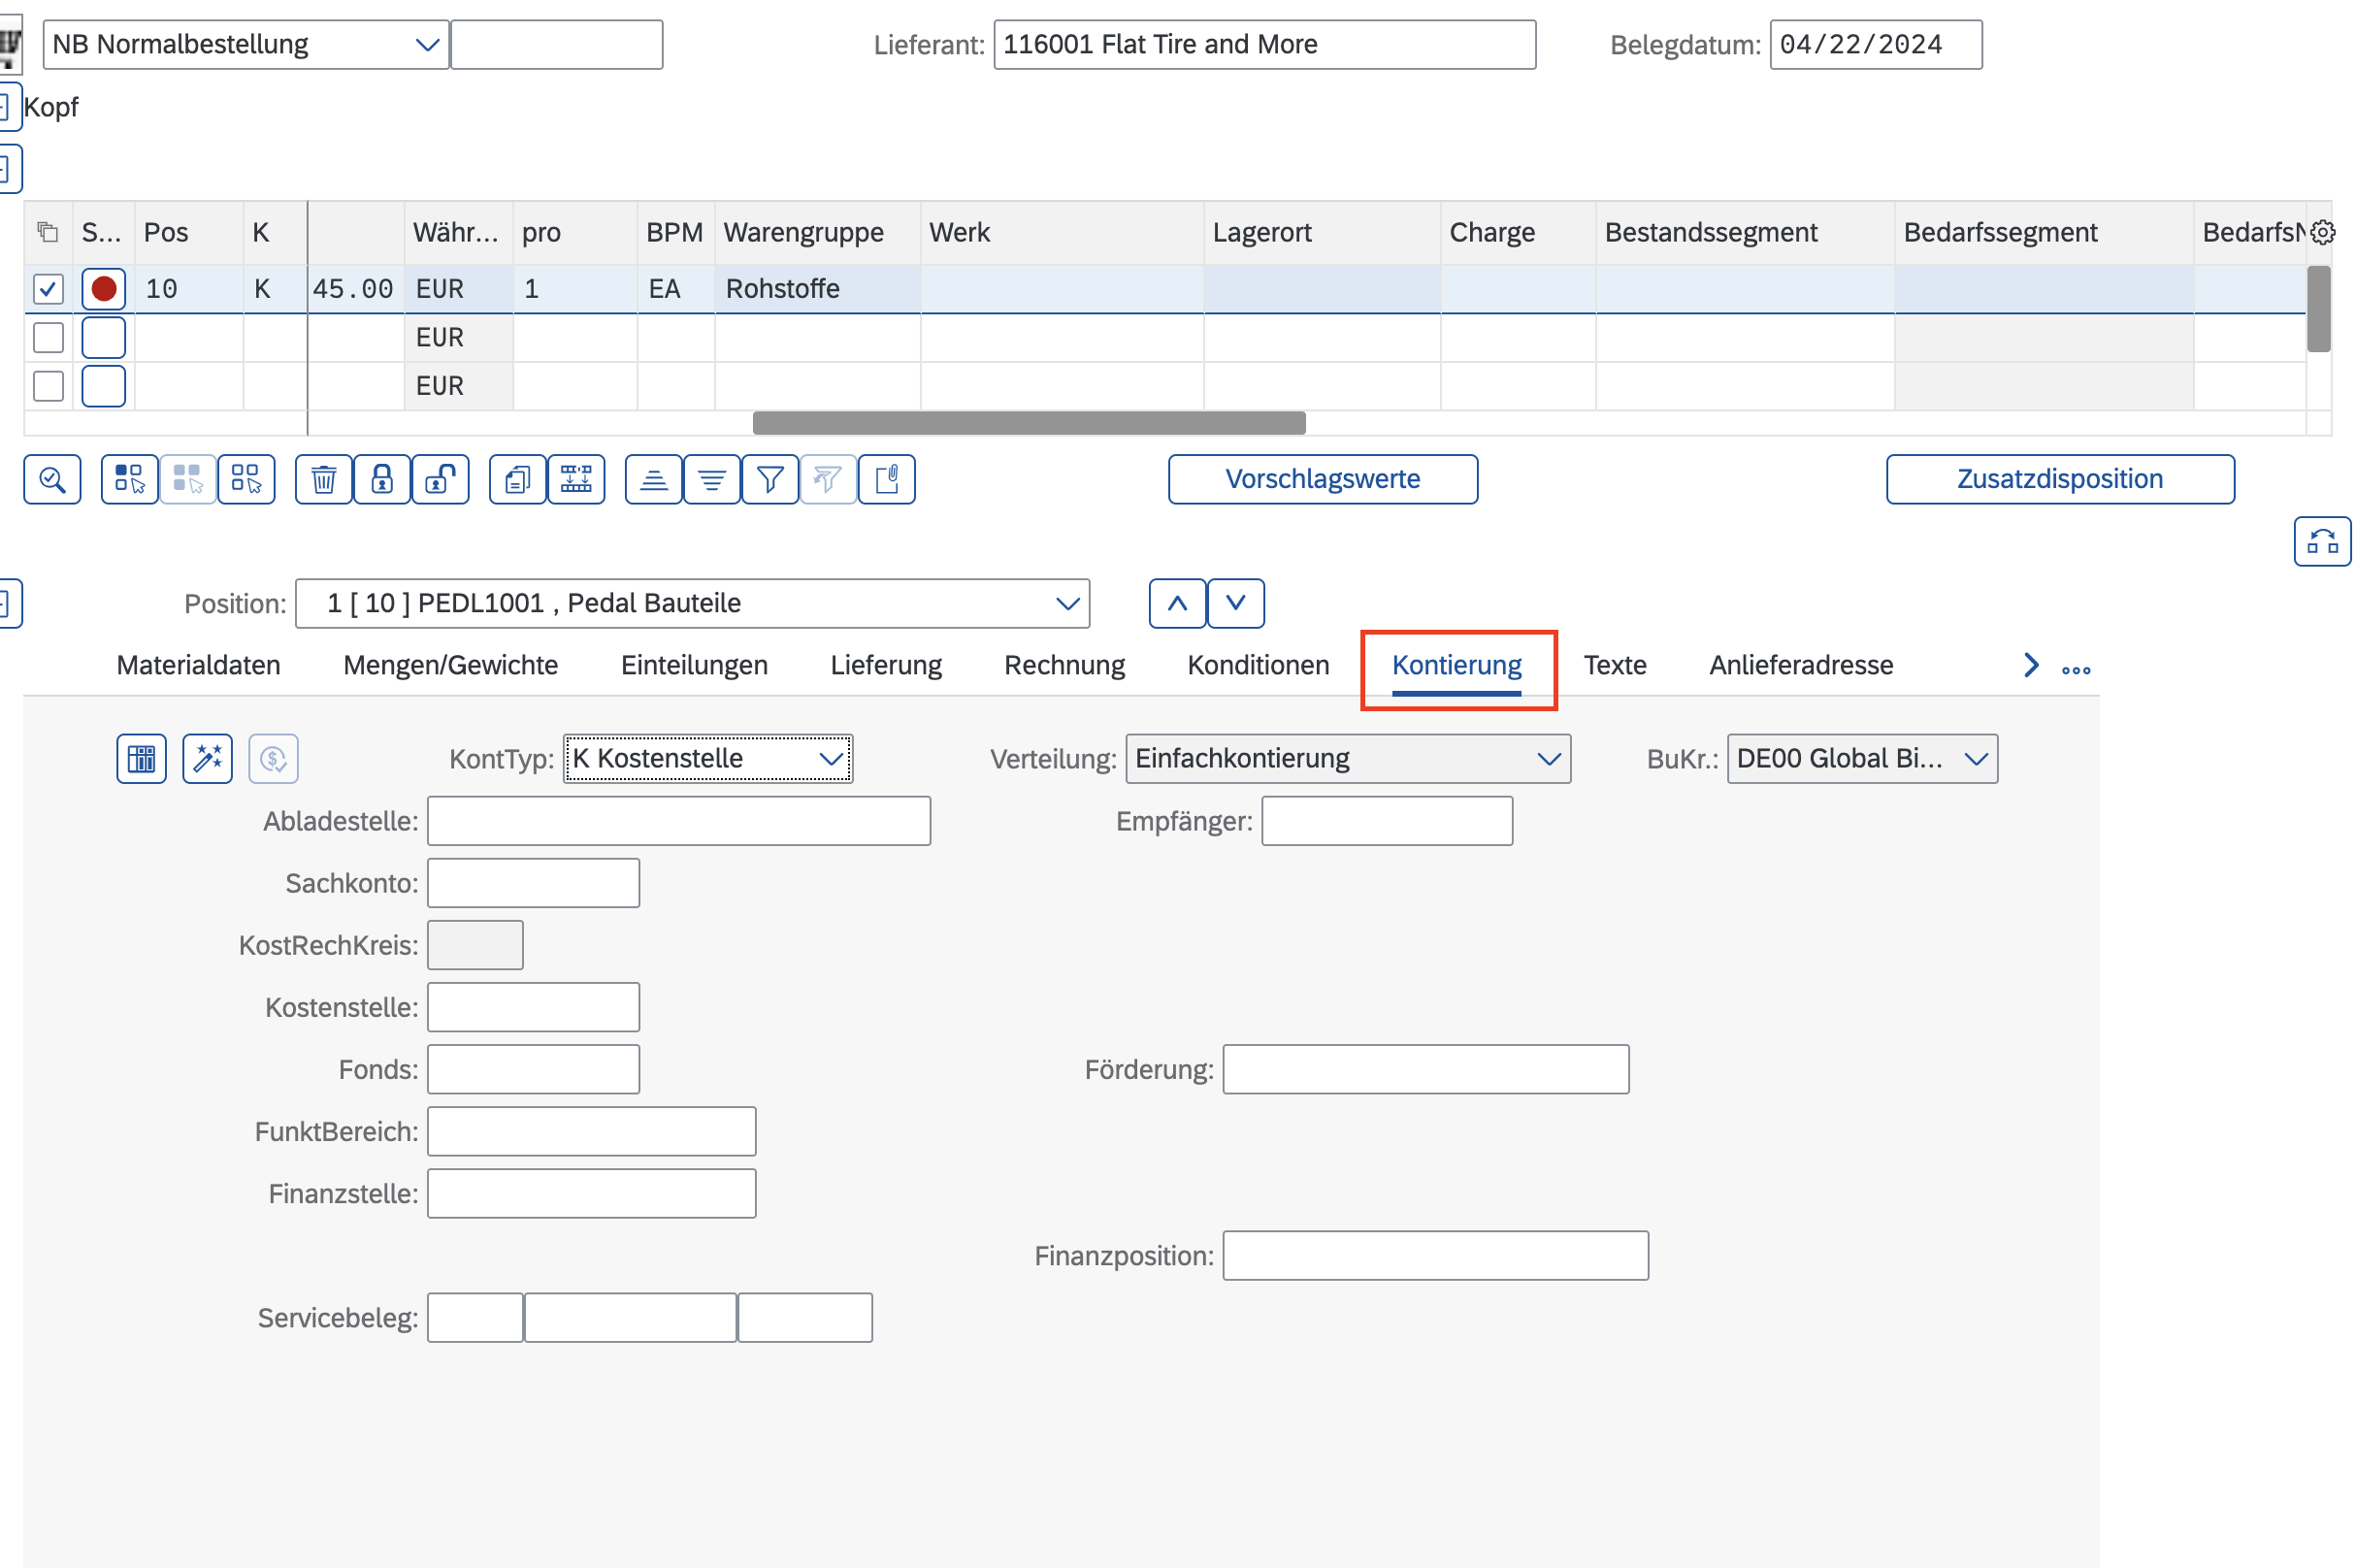 NB Normalbestellung Lieferant: 116001 Flat Tire and More Belegdatum: 04/22/2024
Kopf
S... Pos K Währ... pro BPM Warengruppe Werk Lagerort Charge Bestandssegment Bedarfssegment
10 K 45.00 EUR 1 EA Rohstoffe
EUR
EUR
Vorschlagswerte Zusatzdisposition
Position: 1 [ 10 ] PEDL1001 , Pedal Bauteile
Materialdaten Mengen/Gewichte Einteilungen Lieferung Rechnung Konditionen Kontierung Texte Anlieferadresse
KontTyp: K Kostenstelle Verteilung: Einfachkontierung BuKr.: DE00 Global Bi...
Abladestelle: Empfänger:
Sachkonto:
KostRechKreis:
Kostenstelle:
Fonds: Förderung:
FunktBereich:
Finanzstelle:
Finanzposition:
Servicebeleg: